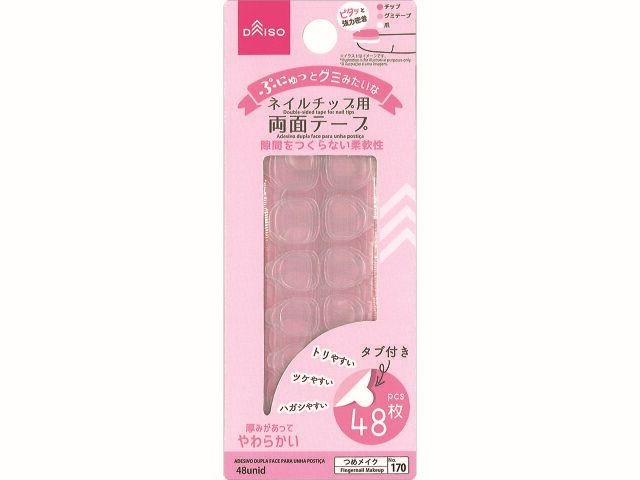 DAISO
ピタッと
強力密着
チップ
グミテープ
爪
※イラストはイメージです。
*Illustration is for illustrative purposes only.
*A ilustração é uma imagem.
ぷにゅっとグミみたいな
ネイルチップ用
Double-sided tape for nail tips
両面テープ
Adesivo dupla face para unha postiça
隙間をつくらない柔軟性
トリやすい
ツケやすい
ハガシやすい
タブ付き
48枚
pcs
厚みがあって
やわらかい
ADESIVO DUPLA FACE PARA UNHA POSTIÇA
48unid
つめメイク
Fingernail Makeup
No.
170